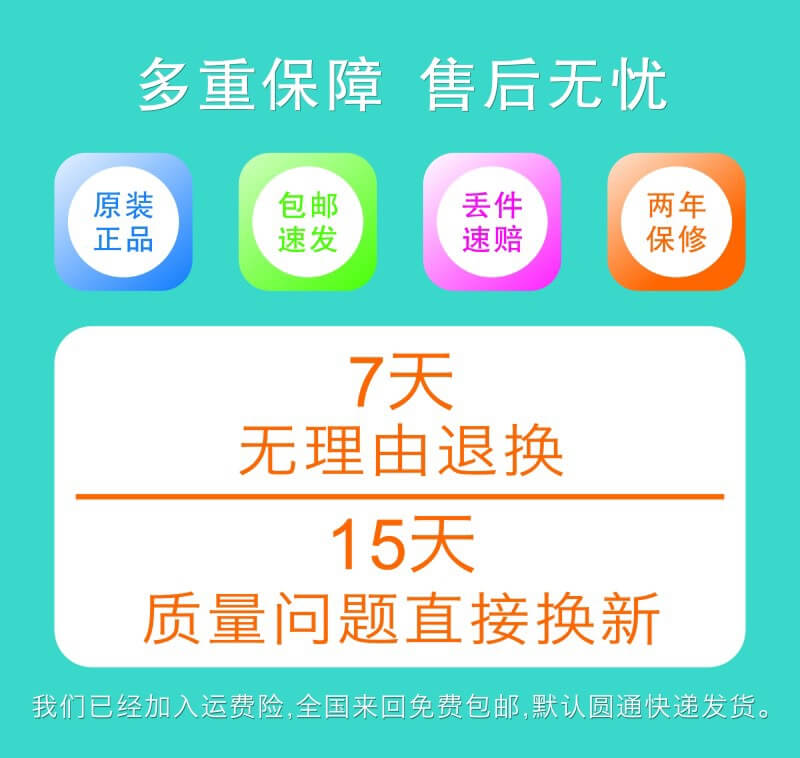 多重保障 售后无忧
原装
正品
包邮
速发
丢件
速赔
两年
保修
7天
无理由退换
15天
质量问题直接换新
我们已经加入运费险,全国来回免费包邮,默认圆通快递发货。